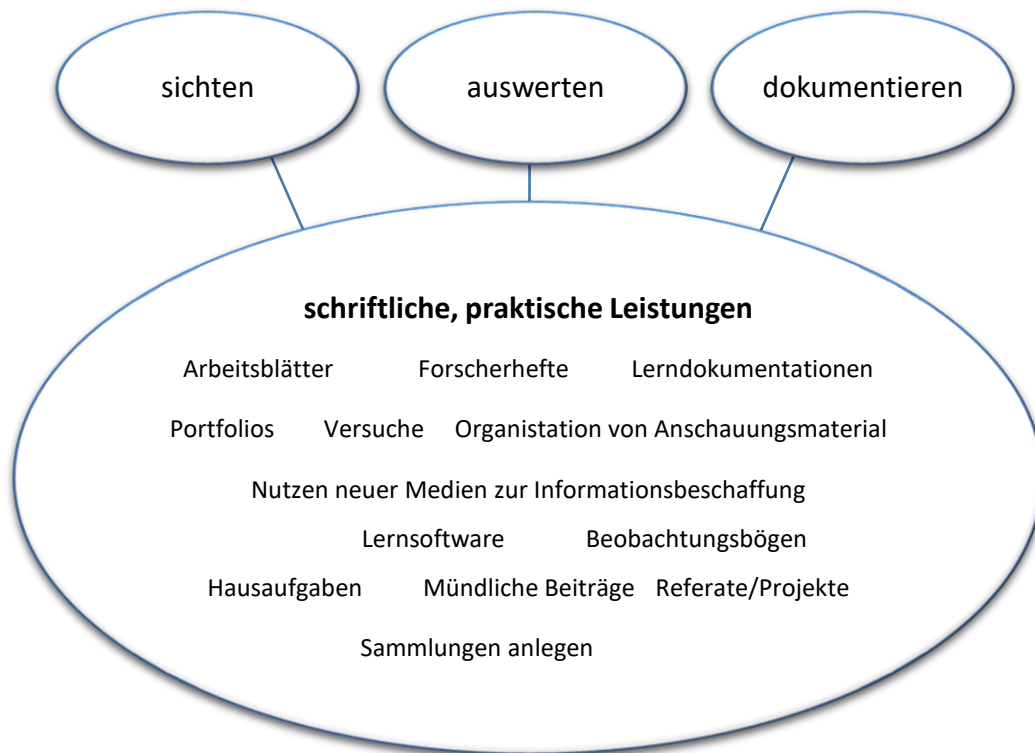 sichten auswerten dokumentieren
schriftliche, praktische Leistungen
Arbeitsblätter Forscherhefte Lerndokumentationen
Portfolios Versuche Organistation von Anschauungsmaterial
Nutzen neuer Medien zur Informationsbeschaffung
Lernsoftware Beobachtungsbögen
Hausaufgaben Mündliche Beiträge Referate/Projekte
Sammlungen anlegen